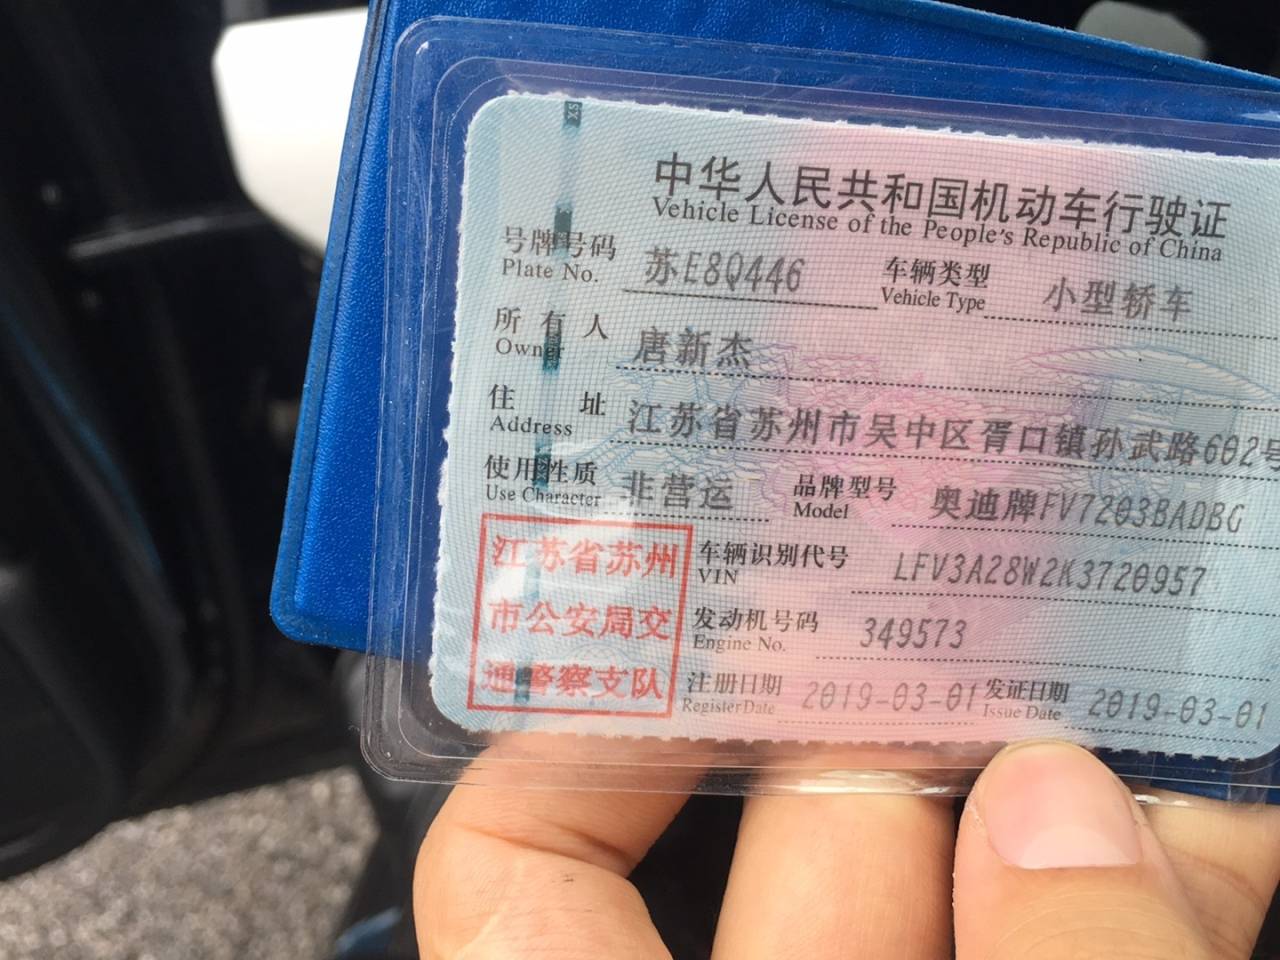 中华人民共和国机动车行驶证
Vehicle License of the People's Republic of China
号牌号码 苏E8Q446 车辆类型 小型轿车
Plate No. Vehicle Type
所有人 唐新杰
Owner
住址 江苏省苏州市吴中区胥口镇孙武路602号
Address
使用性质 非营运 品牌型号 奥迪牌FV7203BADBG
Use Character Model
江苏省苏州
市公安局交
通警察支队
车辆识别代号 LFV3A28W2K3720957
VIN
发动机号码 349573
Engine No.
注册日期 2019-03-01 发证日期 2019-03-01
Register Date Issue Date